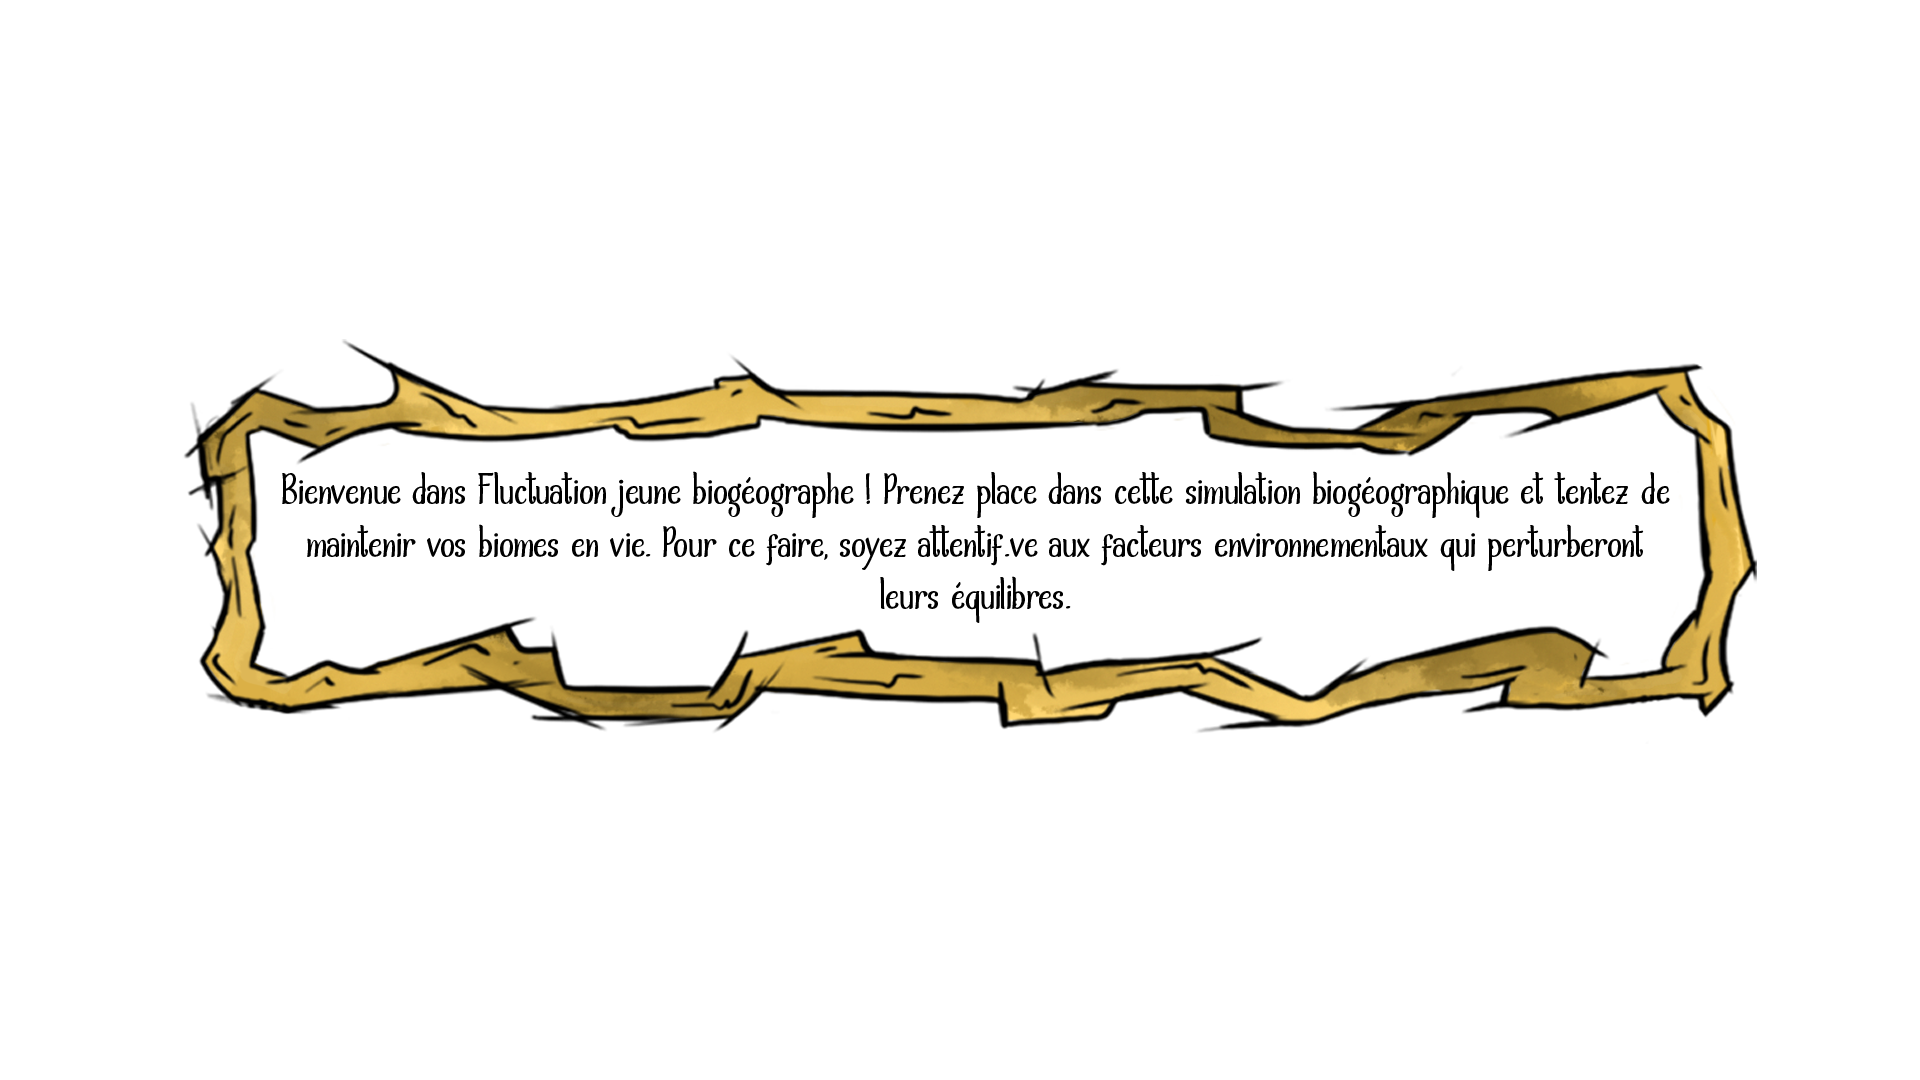 Bienvenue dans Fluctuation jeune biogéographe ! Prenez place dans cette simulation biogéographique et tentez de
maintenir vos biomes en vie. Pour ce faire, soyez attentif.ve aux facteurs environnementaux qui perturberont
leurs équilibres.